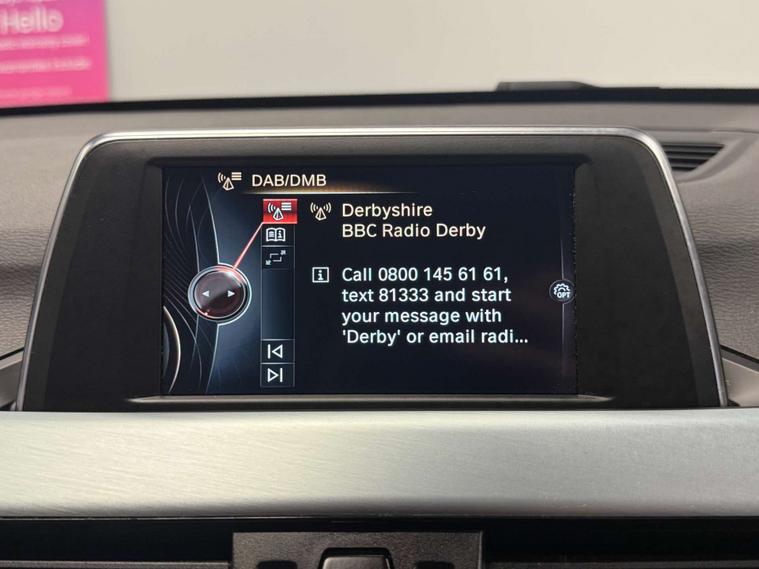 Hello
DAB/DMB
Derbyshire
BBC Radio Derby
Call 0800 145 61 61,
text 81333 and start
your message with
'Derby' or email radi...
OPT